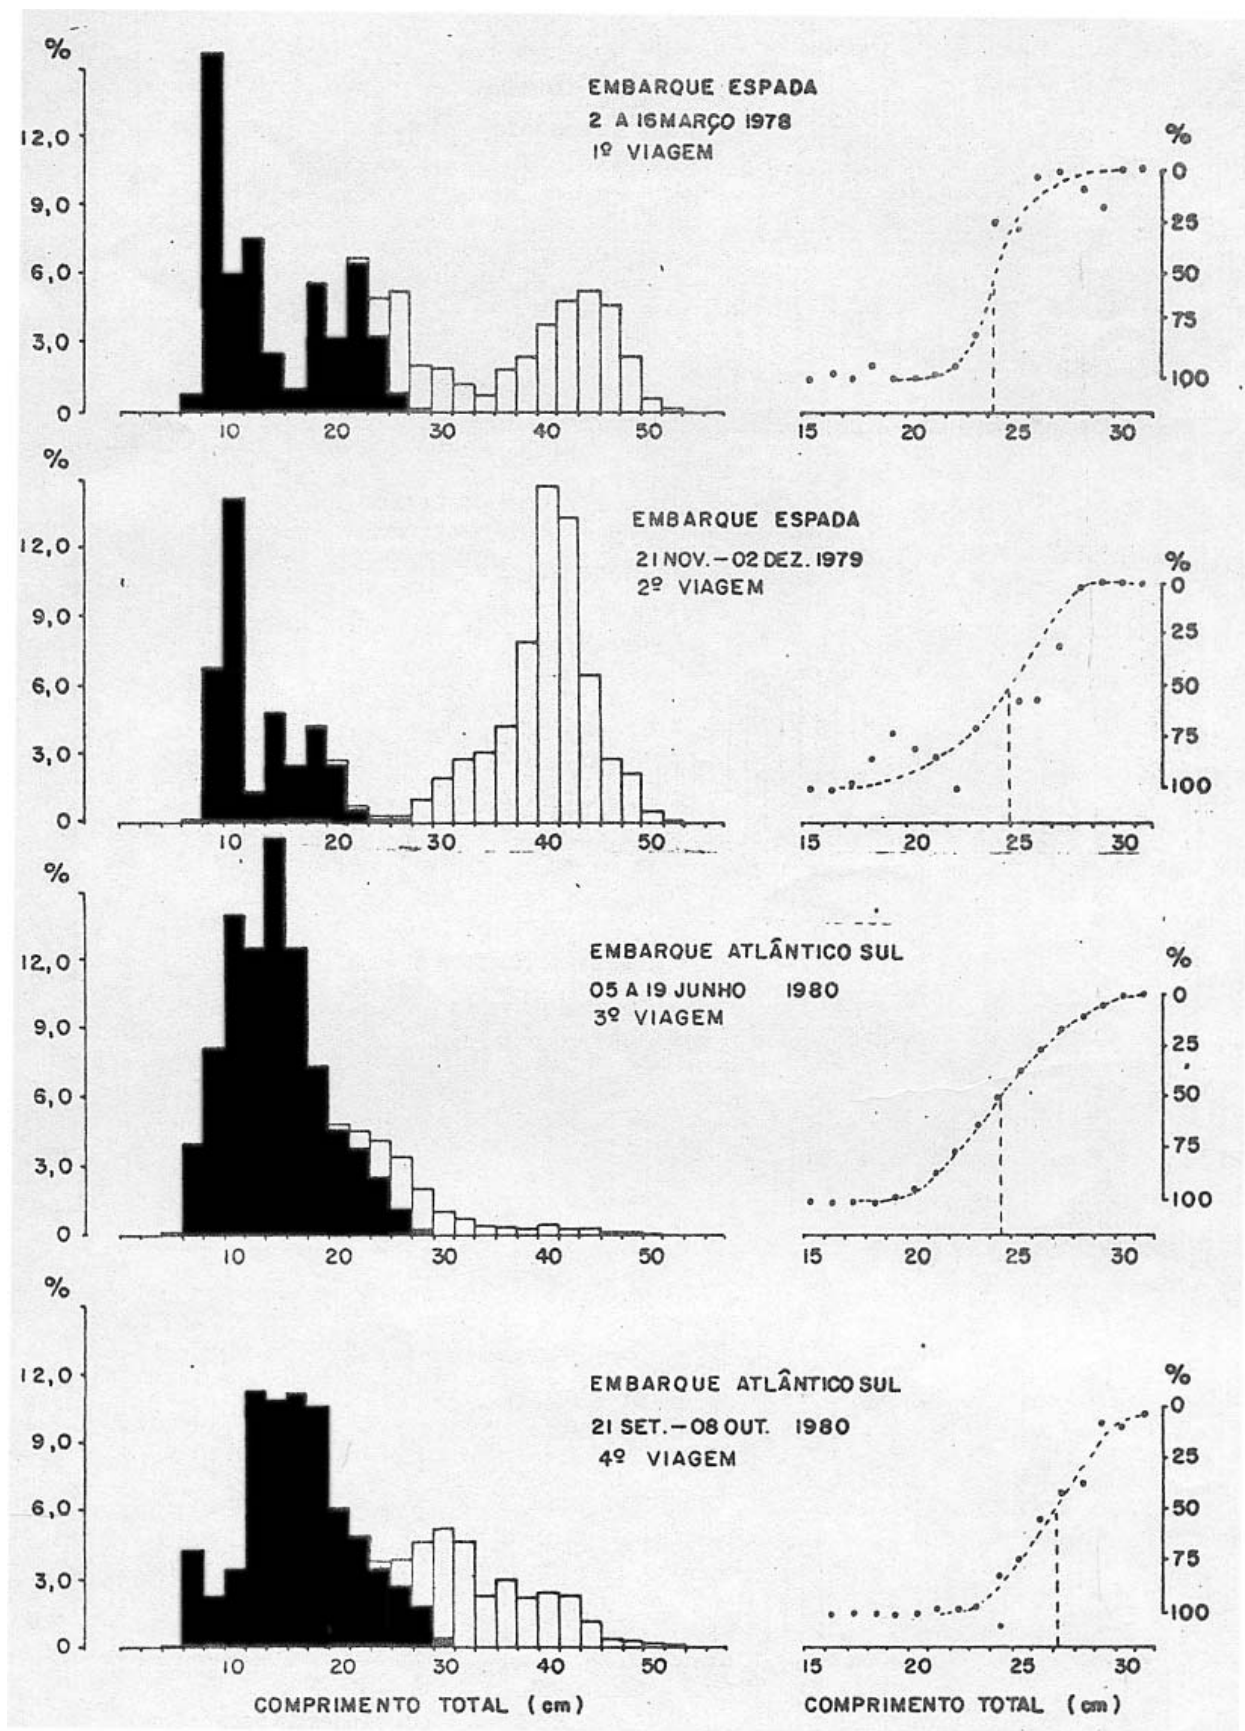 %
12,0
9,0
6,0
3,0
0
10 20 30 40 50
EMBARQUE ESPADA
2 A 16 MARÇO 1978
1º VIAGEM
%
0
25
50
75
100
15 20 25 30
%
12,0
9,0
6,0
3,0
0
10 20 30 40 50
EMBARQUE ESPADA
21 NOV. – 02 DEZ. 1979
2º VIAGEM
%
0
25
50
75
100
15 20 25 30
%
12,0
9,0
6,0
3,0
0
10 20 30 40 50
EMBARQUE ATLÂNTICO SUL
05 A 19 JUNHO 1980
3º VIAGEM
%
0
25
50
75
100
15 20 25 30
%
12,0
9,0
6,0
3,0
0
10 20 30 40 50
COMPRIMENTO TOTAL (cm)
EMBARQUE ATLÂNTICO SUL
21 SET. – 08 OUT. 1980
4º VIAGEM
%
0
25
50
75
100
15 20 25 30
COMPRIMENTO TOTAL (cm)